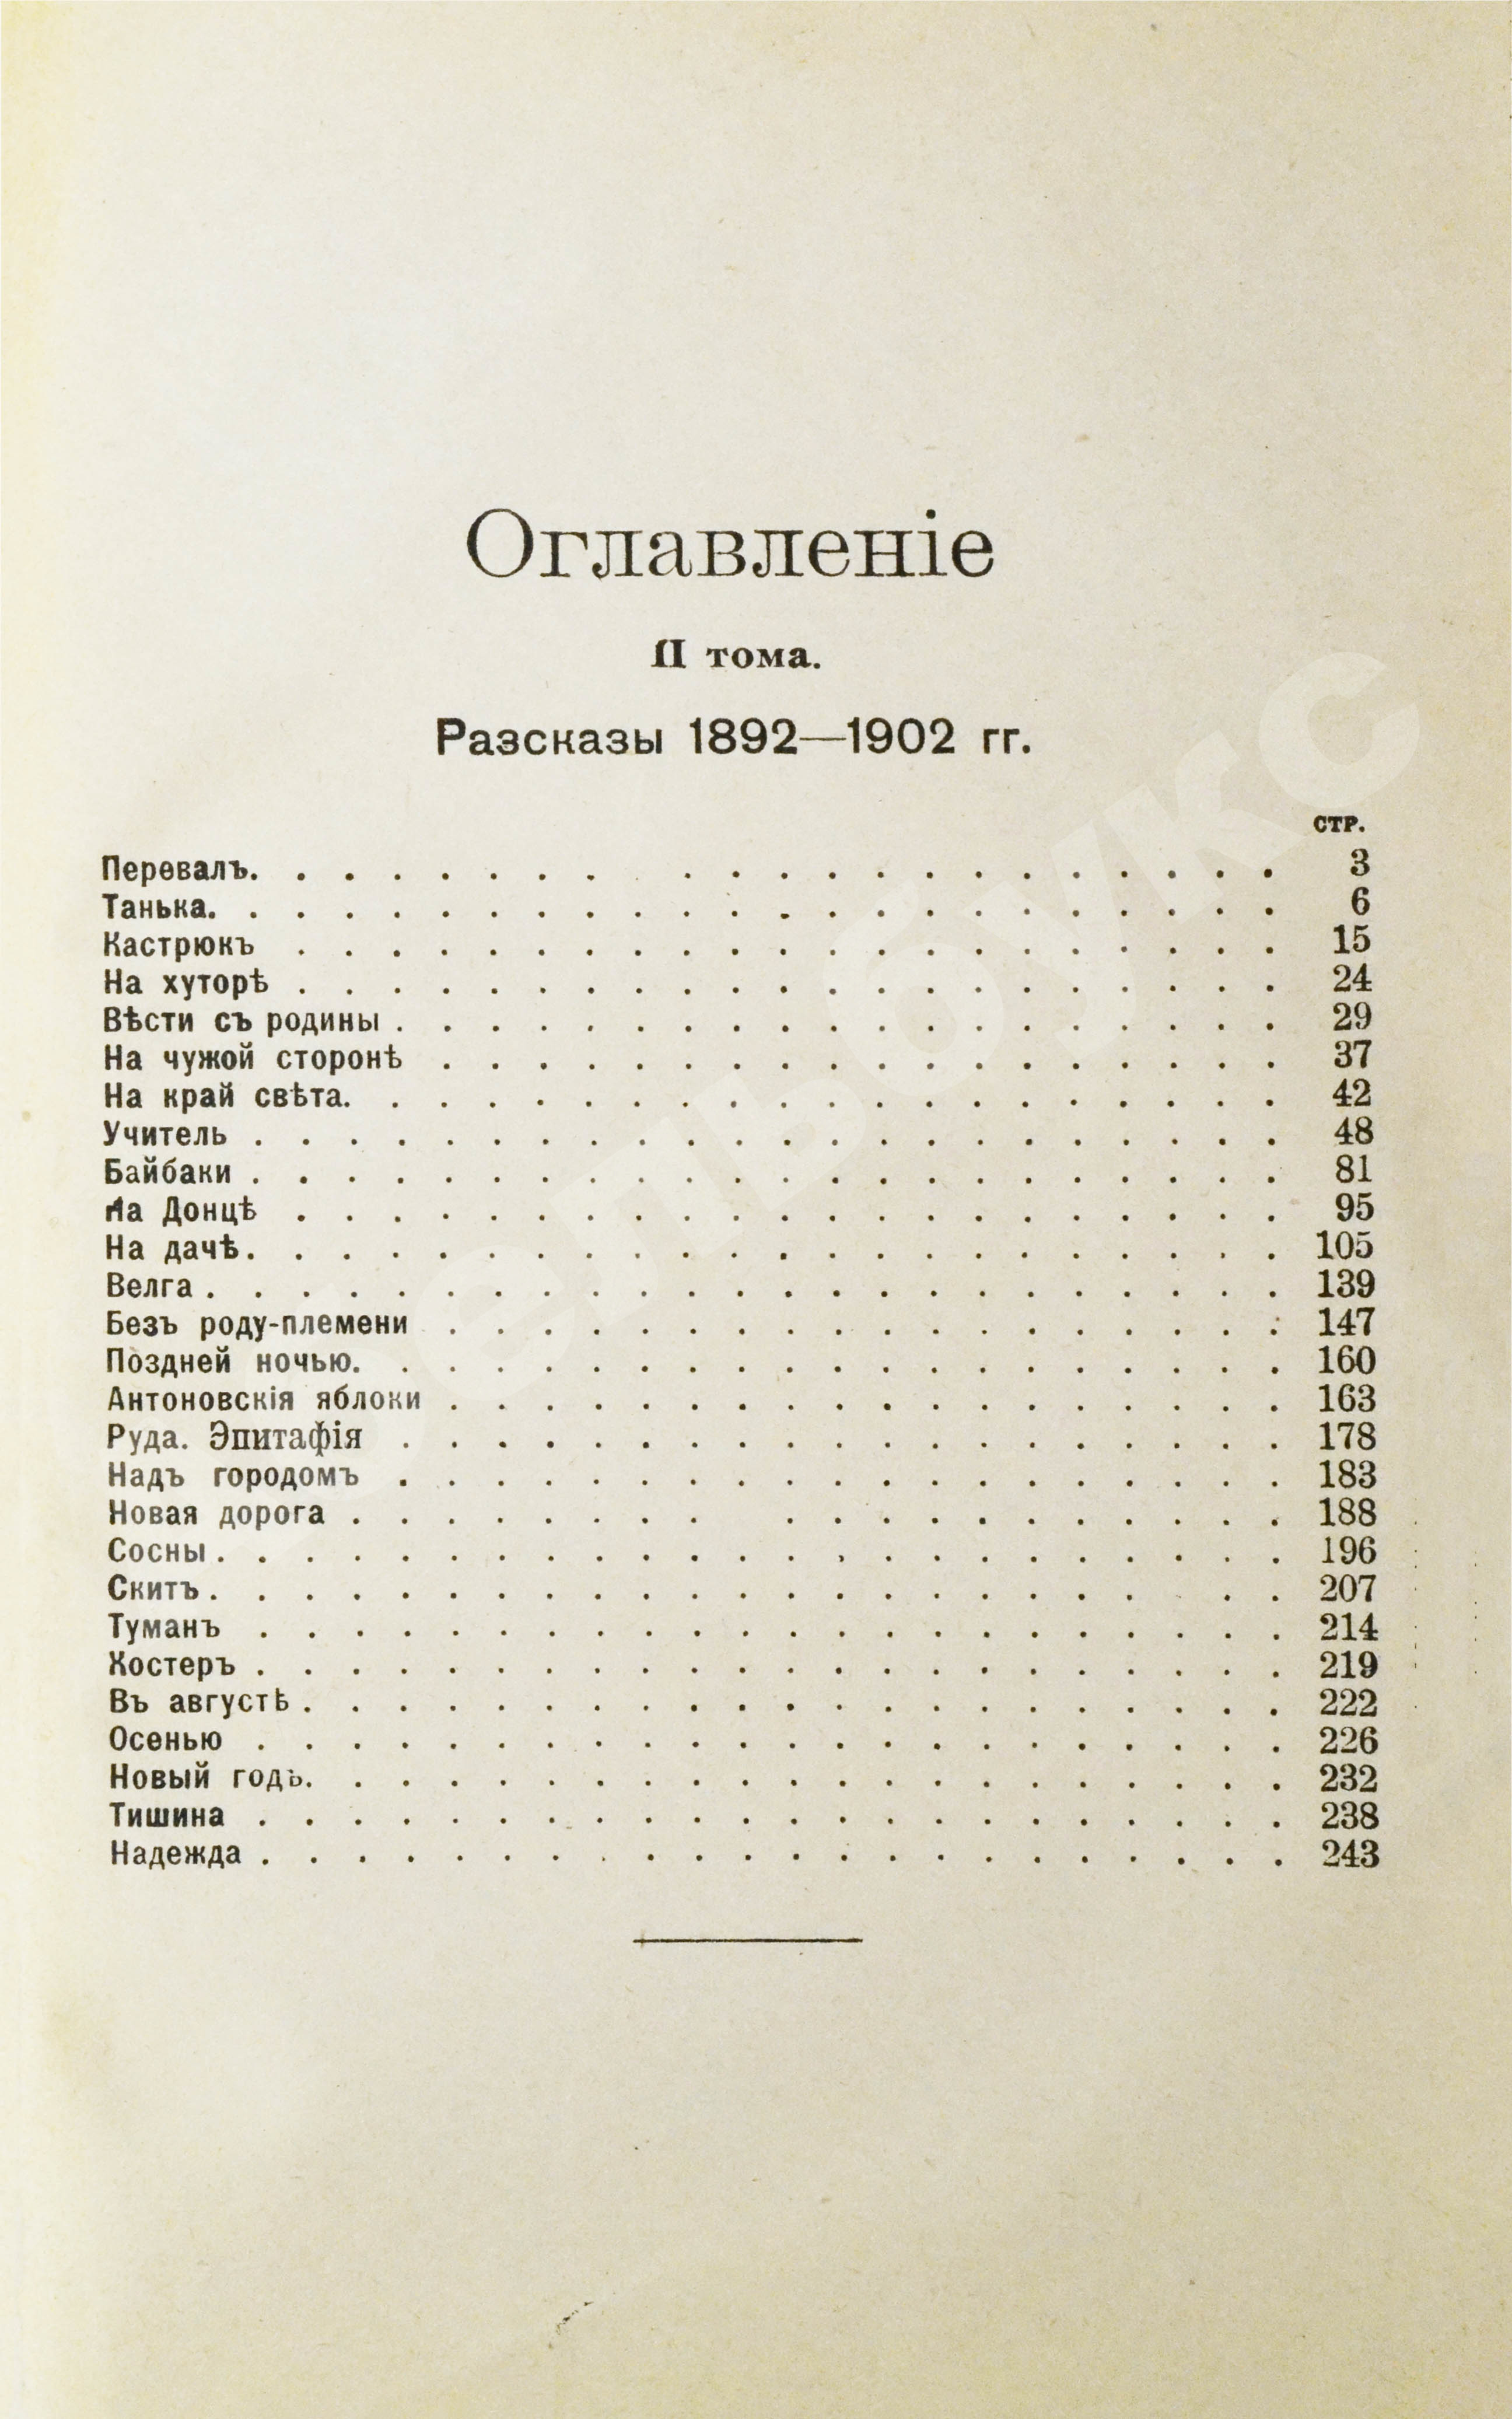 Оглавленіе
II тома.
Разсказы 1892—1902 гг.
СТР.
Перевалъ. 3
Танька. 6
Кастрюкъ 15
На хуторѣ 24
Вѣсти съ родины 29
На чужой сторонѣ 37
На край свѣта. 42
Учитель 48
Байбаки 81
На Донцѣ 95
На дачѣ. 105
Велга 139
Безъ роду-племени 147
Поздней ночью. 160
Антоновскія яблоки 163
Руда. Эпитафія 178
Надъ городомъ 183
Новая дорога 188
Сосны 196
Скитъ 207
Туманъ 214
Костеръ 219
Въ августѣ 222
Осенью 226
Новый годъ. 232
Тишина 238
Надежда 243